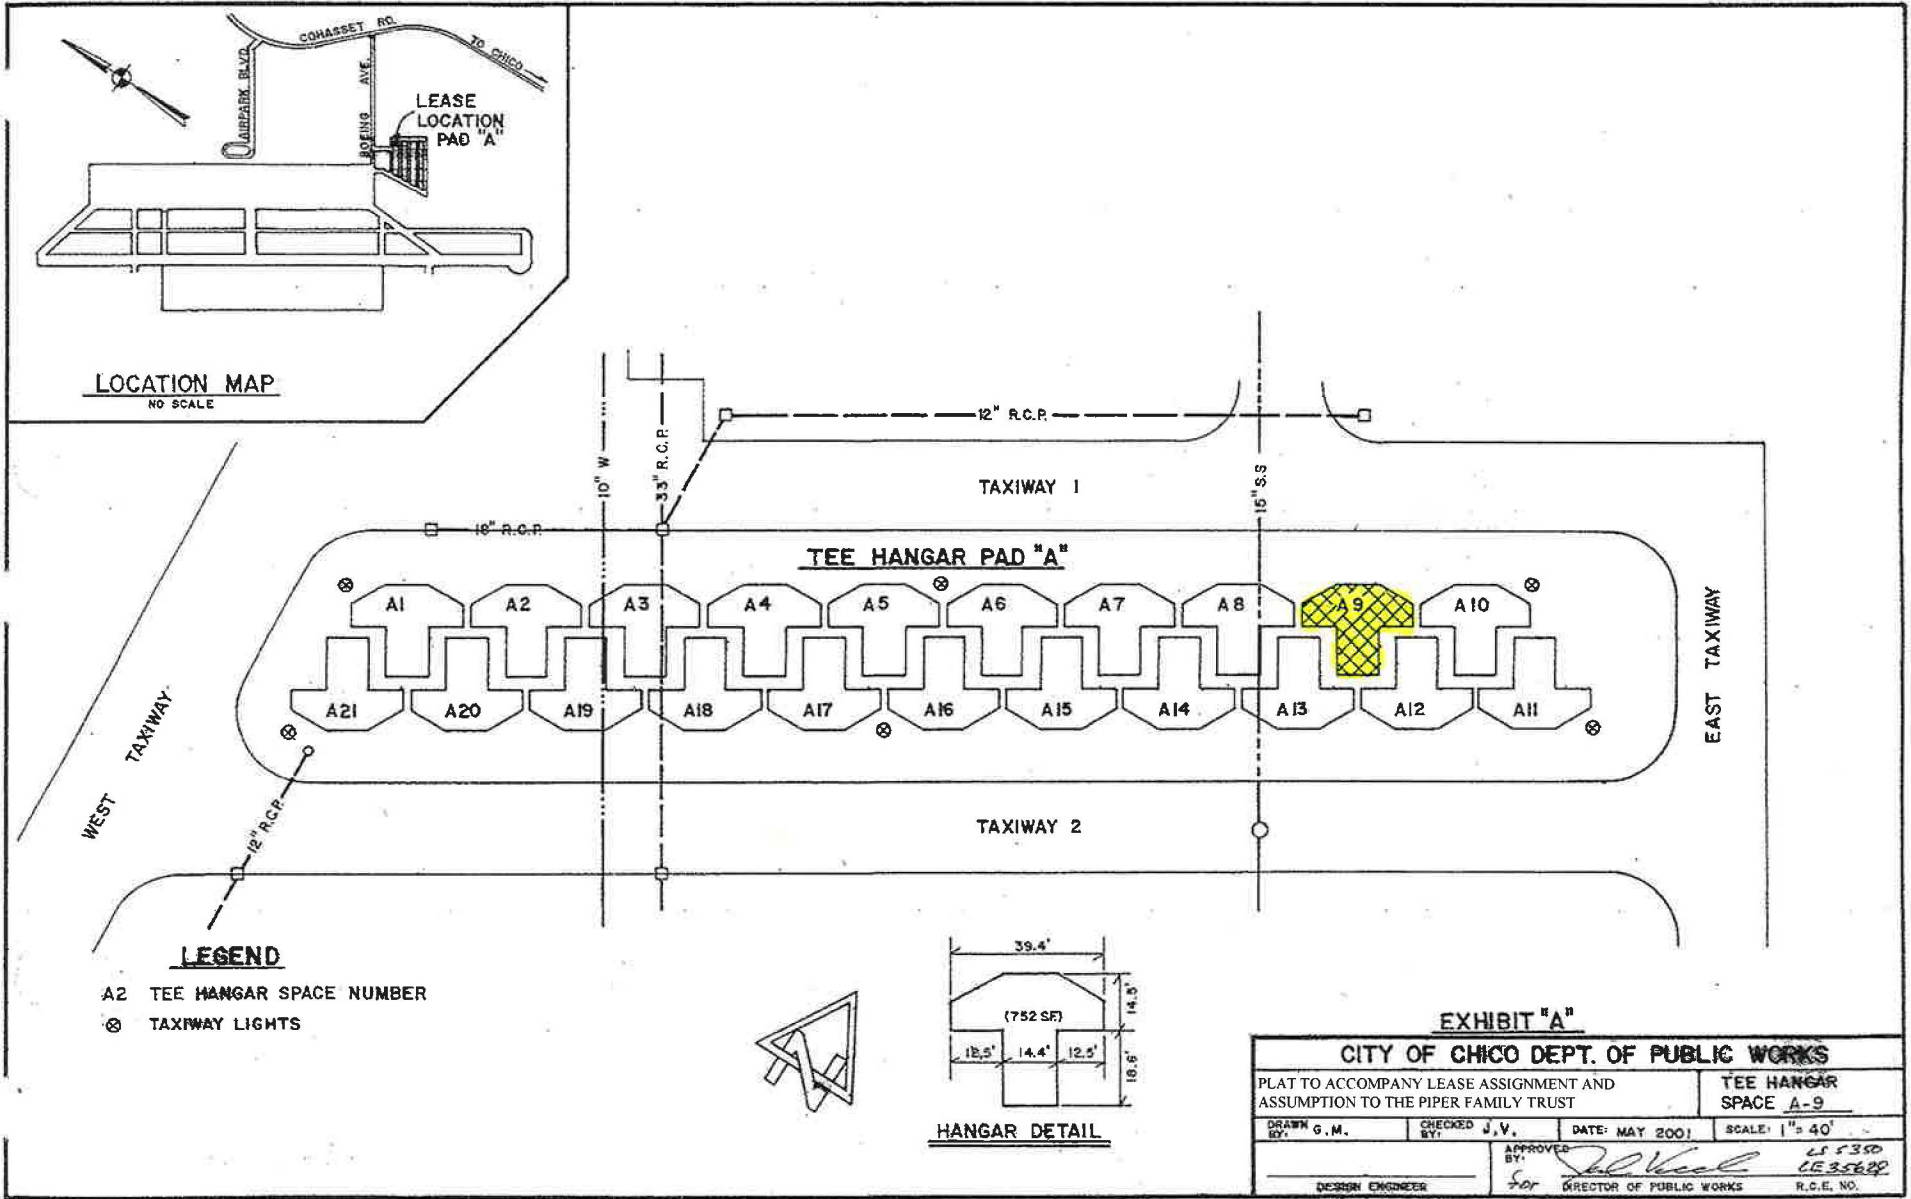 COHASSET RD.
TO CHICO
AIRPARK BLVD
BOEING AVE.
LEASE
LOCATION
PAD "A"
LOCATION MAP
NO SCALE
12" R.C.P.
10" W
33" R.C.P.
15" S.S
TAXIWAY 1
18" R.C.P.
TEE HANGAR PAD "A"
A1 A2 A3 A4 A5 A6 A7 A8 A9 A10
A21 A20 A19 A18 A17 A16 A15 A14 A13 A12 A11
WEST TAXIWAY
EAST TAXIWAY
12" R.C.P.
TAXIWAY 2
LEGEND
A2 TEE HANGAR SPACE NUMBER
TAXIWAY LIGHTS
39.4'
(752 SF)
14.5'
12.5' 14.4' 12.5'
18.6'
HANGAR DETAIL
N
EXHIBIT "A"
CITY OF CHICO DEPT. OF PUBLIC WORKS
PLAT TO ACCOMPANY LEASE ASSIGNMENT AND
ASSUMPTION TO THE PIPER FAMILY TRUST
TEE HANGAR
SPACE A-9
DRAWN BY: G.M.
CHECKED BY: J.V.
DATE: MAY 2001
SCALE: 1" = 40'
DESIGN ENGINEER
APPROVED BY:
for
DIRECTOR OF PUBLIC WORKS
LS 5350
CE35629
R.C.E. NO.